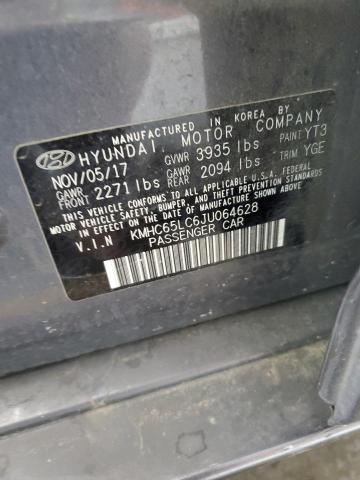 MANUFACTURED IN KOREA BY
HYUNDAI MOTOR COMPANY
NOV/05/17 GVWR 3935 lbs PAINT YT3
GAWR FRONT 2271 lbs GAWR REAR 2094 lbs TRIM YGE
THIS VEHICLE CONFORMS TO ALL APPLICABLE U.S.A. FEDERAL
MOTOR VEHICLE SAFETY AND THEFT PREVENTION STANDARDS
IN EFFECT ON THE DATE OF MANUFACTURE SHOWN ABOVE.
V.I.N KMHC65LC6JU064628
PASSENGER CAR